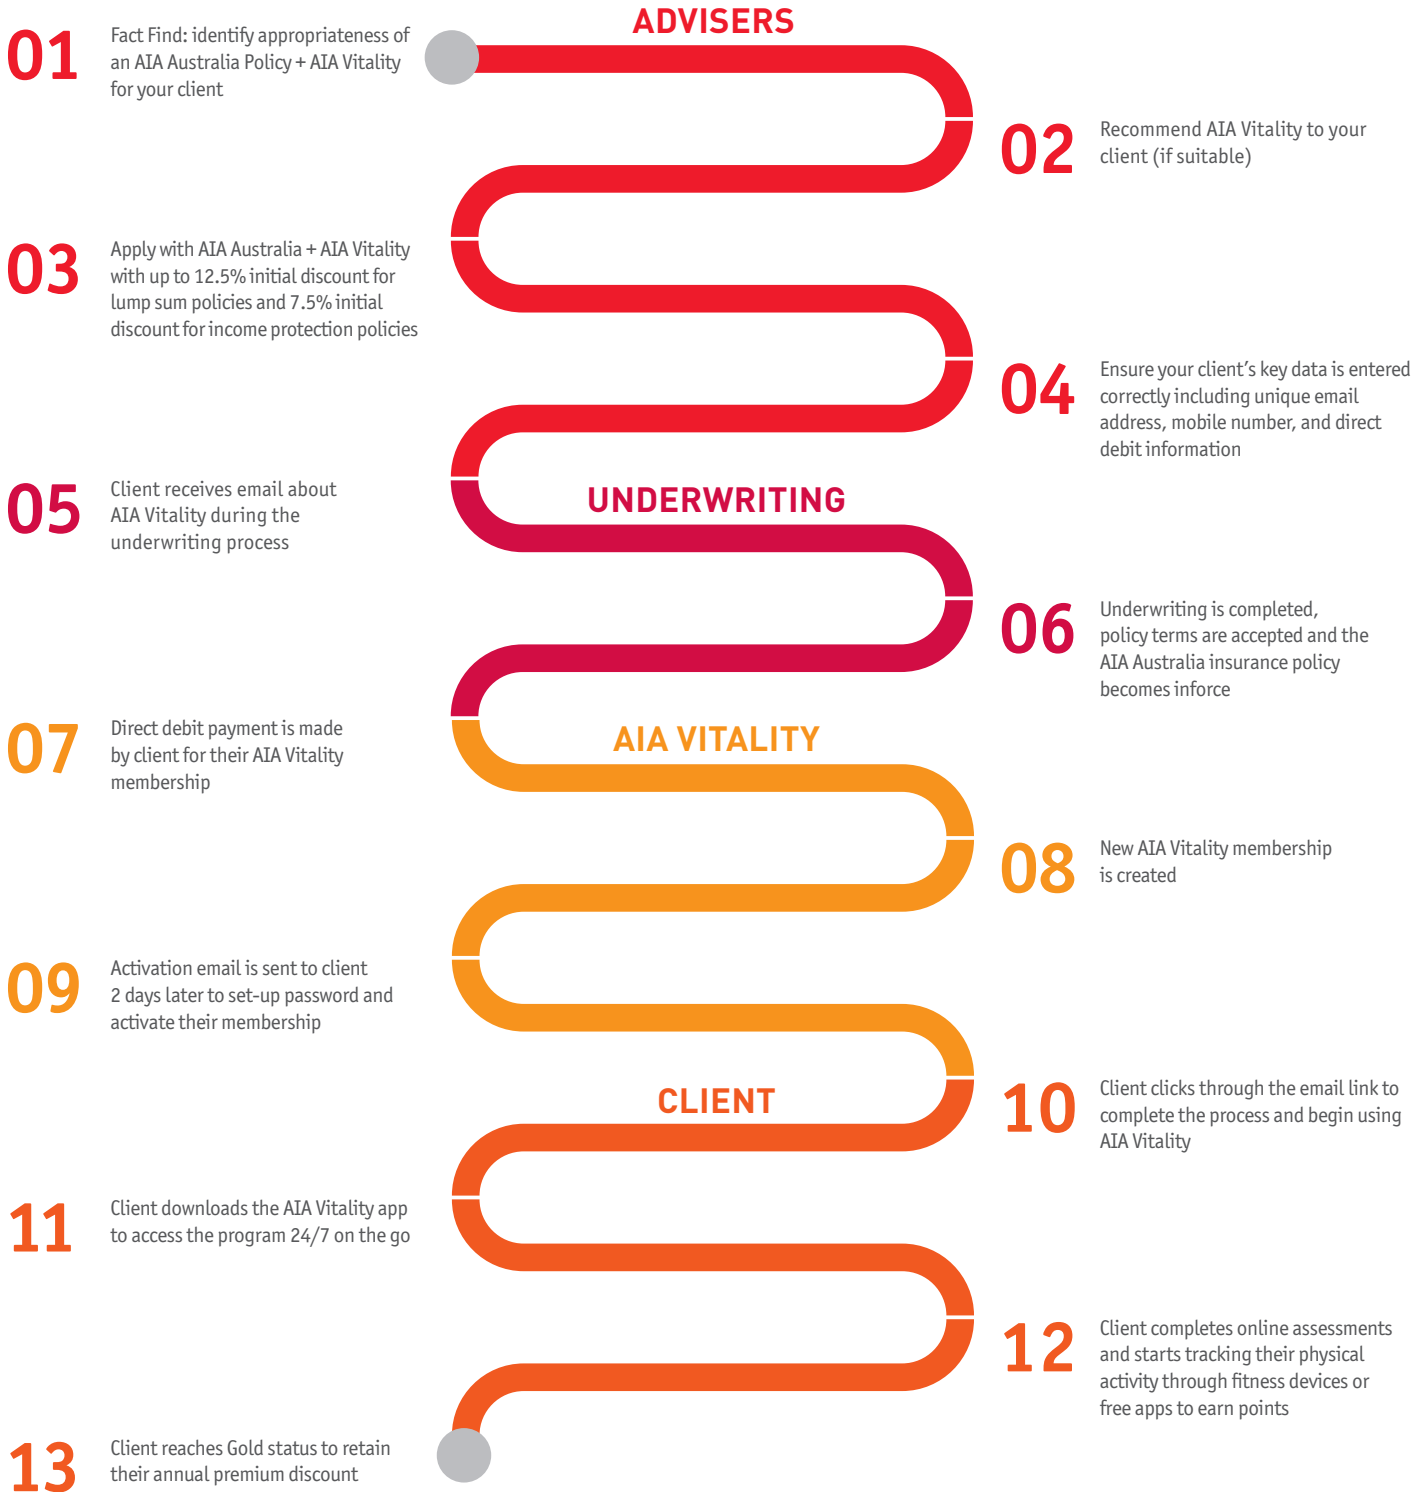 ADVISERS
01
Fact Find: identify appropriateness of
an AIA Australia Policy + AIA Vitality
for your client
02
Recommend AIA Vitality to your
client (if suitable)
03
Apply with AIA Australia + AIA Vitality
with up to 12.5% initial discount for
lump sum policies and 7.5% initial
discount for income protection policies
04
Ensure your client's key data is entered
correctly including unique email
address, mobile number, and direct
debit information
UNDERWRITING
05
Client receives email about
AIA Vitality during the
underwriting process
06
Underwriting is completed,
policy terms are accepted and the
AIA Australia insurance policy
becomes inforce
AIA VITALITY
07
Direct debit payment is made
by client for their AIA Vitality
membership
08
New AIA Vitality membership
is created
09
Activation email is sent to client
2 days later to set-up password and
activate their membership
CLIENT
10
Client clicks through the email link to
complete the process and begin using
AIA Vitality
11
Client downloads the AIA Vitality app
to access the program 24/7 on the go
12
Client completes online assessments
and starts tracking their physical
activity through fitness devices or
free apps to earn points
13
Client reaches Gold status to retain
their annual premium discount